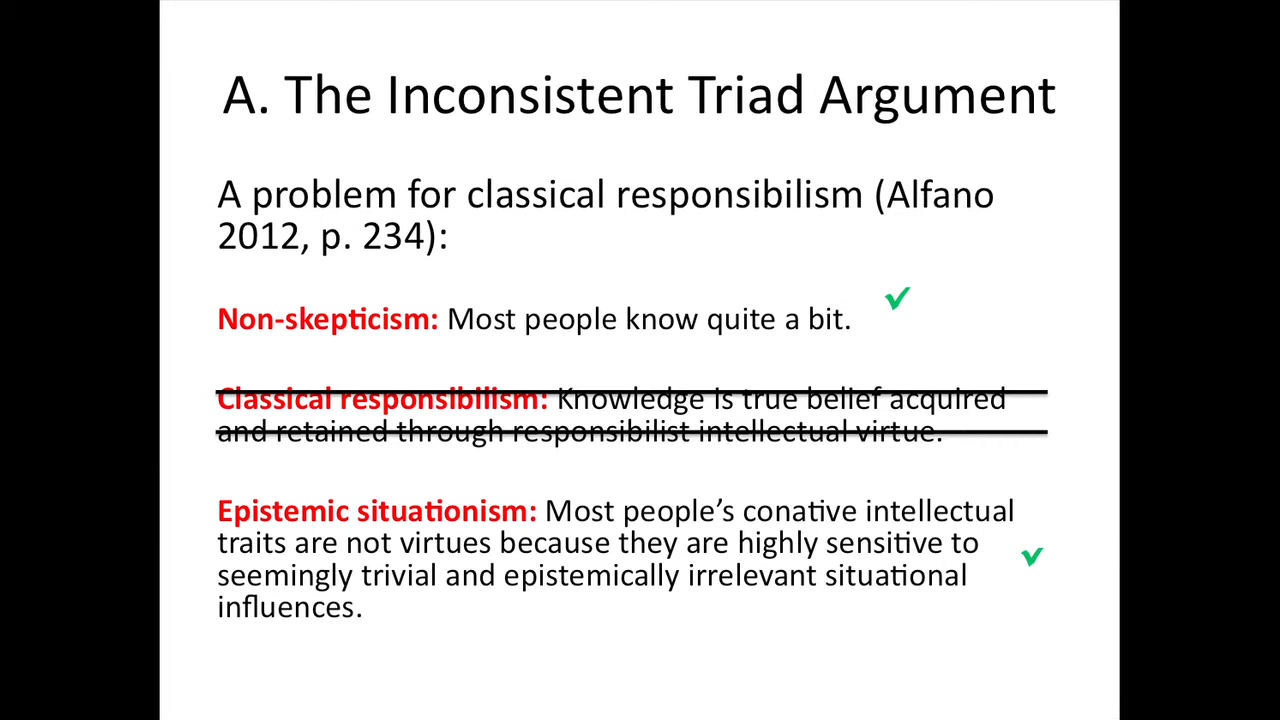 A. The Inconsistent Triad Argument
A problem for classical responsibilism (Alfano
2012, p. 234):
Non-skepticism: Most people know quite a bit.
Classical responsibilism: Knowledge is true belief acquired
and retained through responsibilist intellectual virtue.
Epistemic situationism: Most people’s conative intellectual
traits are not virtues because they are highly sensitive to
seemingly trivial and epistemically irrelevant situational
influences.